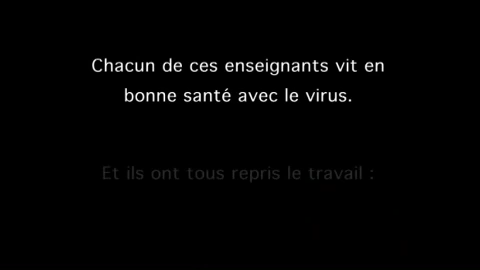 Chacun de ces enseignants vit en
bonne santé avec le virus.
Et ils ont tous repris le travail :